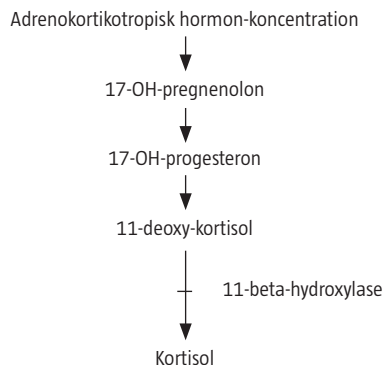 Adrenokortikotropisk hormon-koncentration
17-OH-pregnenolon
17-OH-progesteron
11-deoxy-kortisol
11-beta-hydroxylase
Kortisol